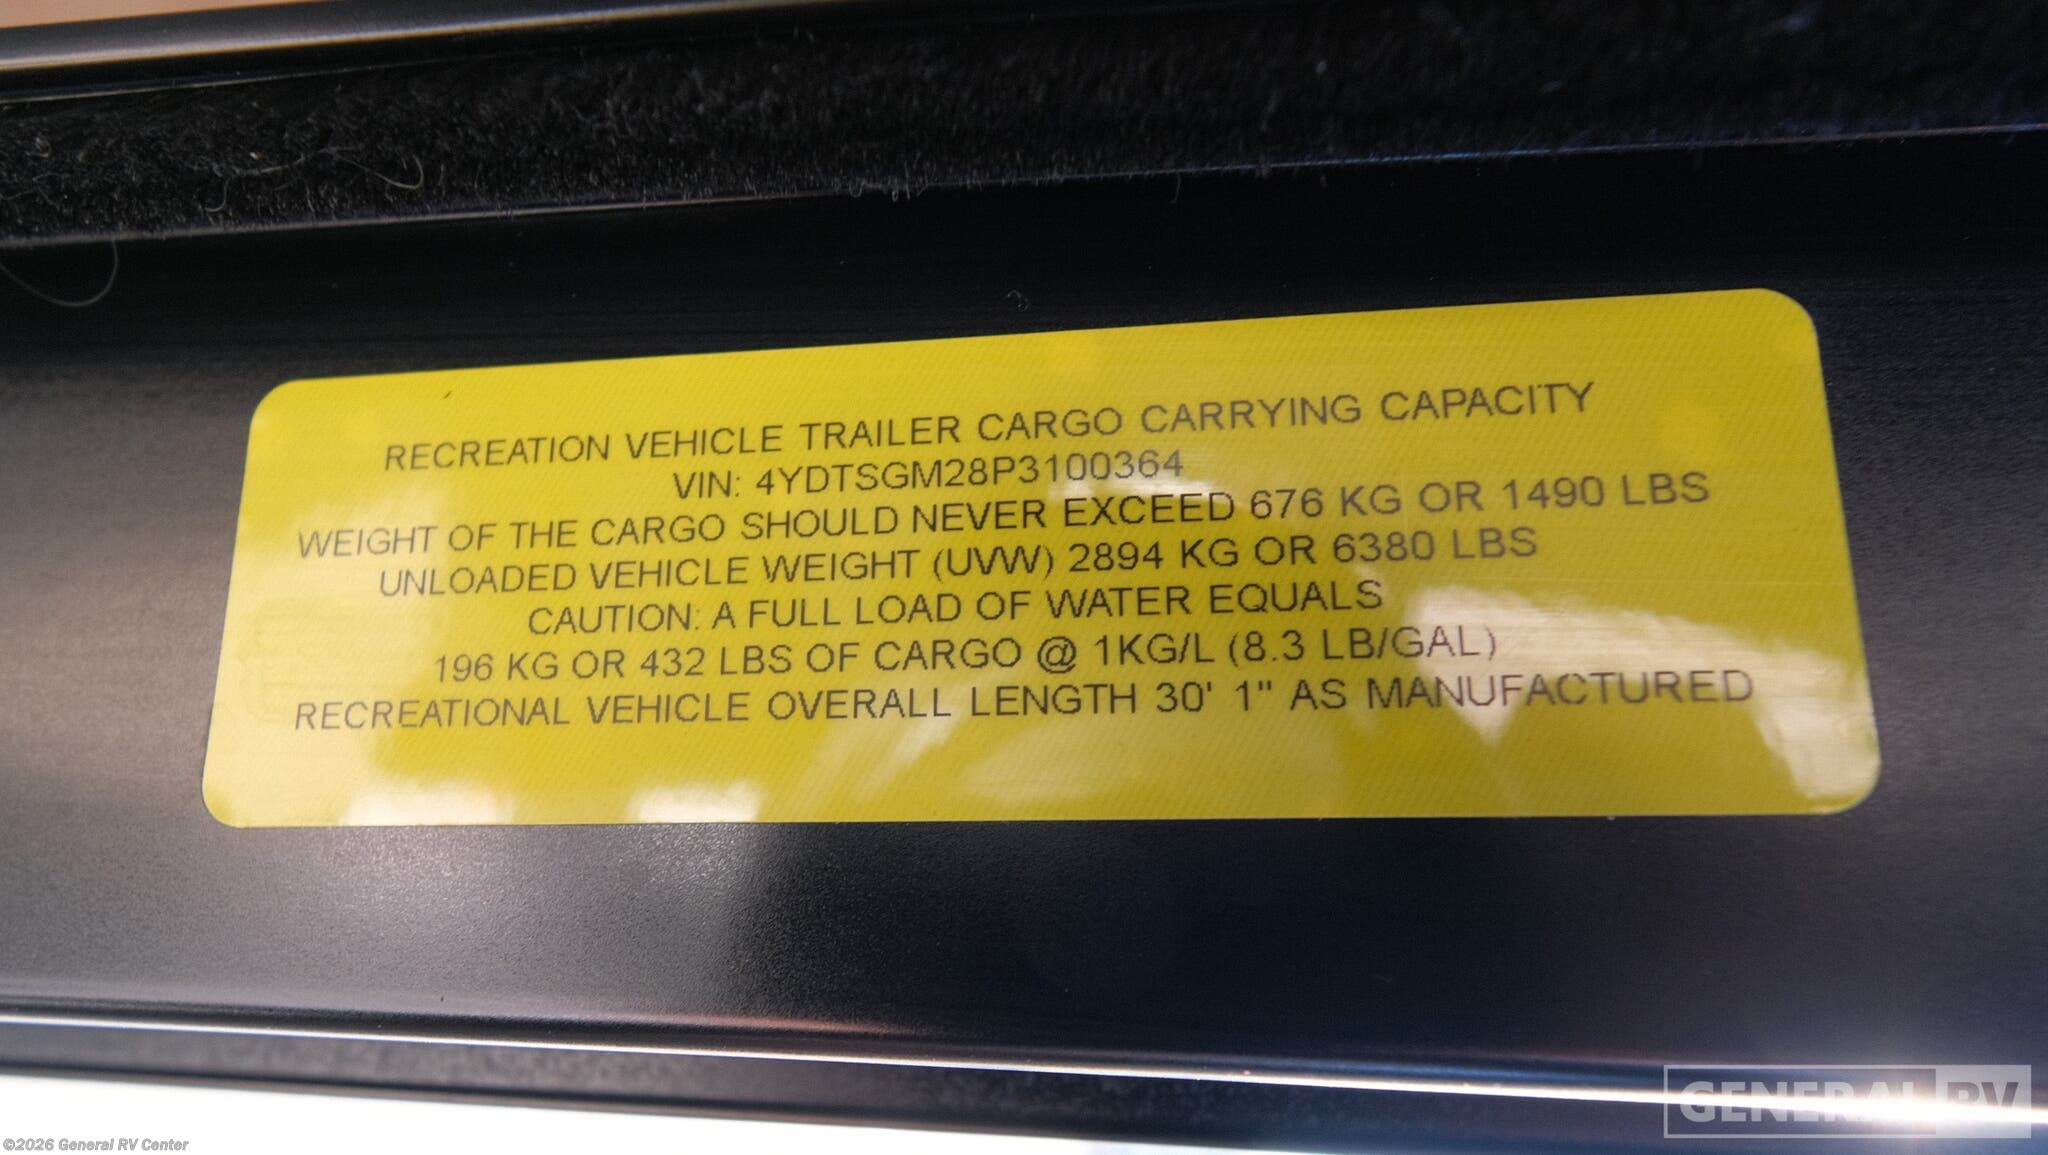 RECREATION VEHICLE TRAILER CARGO CARRYING CAPACITY
VIN: 4YDTSGM28P3100364
WEIGHT OF THE CARGO SHOULD NEVER EXCEED 676 KG OR 1490 LBS
UNLOADED VEHICLE WEIGHT (UVW) 2894 KG OR 6380 LBS
CAUTION: A FULL LOAD OF WATER EQUALS
196 KG OR 432 LBS OF CARGO @ 1KG/L (8.3 LB/GAL)
RECREATIONAL VEHICLE OVERALL LENGTH 30' 1" AS MANUFACTURED
GENERAL RV
©2026 General RV Center